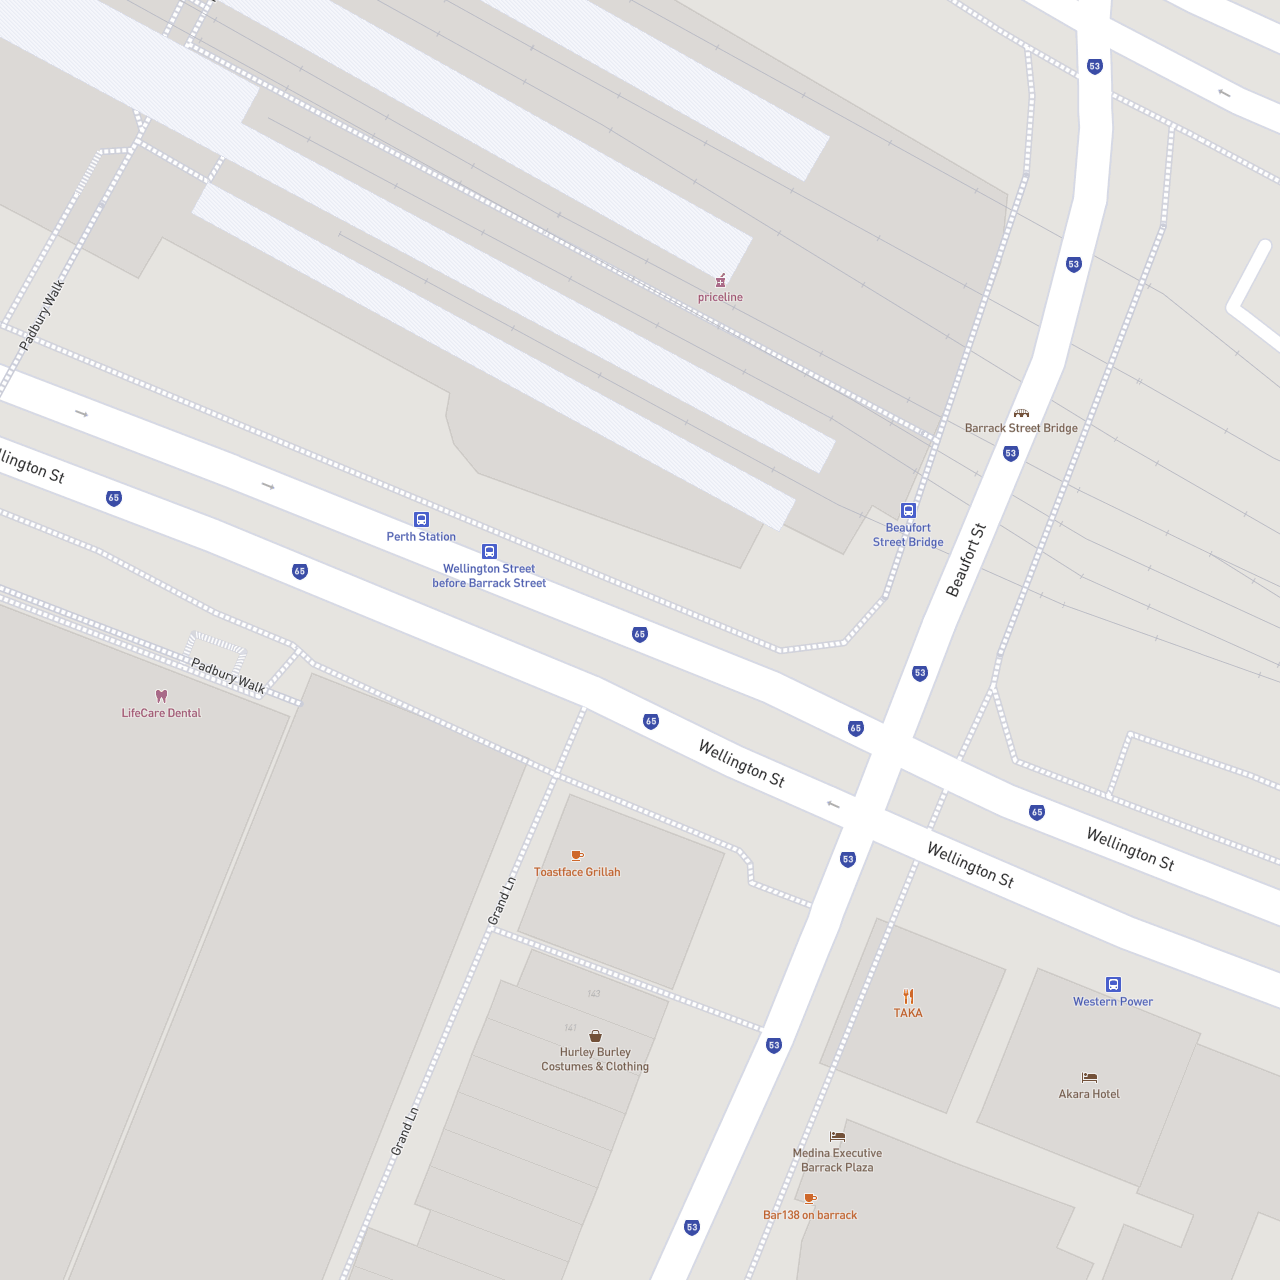 53
53
priceline
Padbury Walk
Barrack Street Bridge
53
llington St
65
Perth Station
Wellington Street
before Barrack Street
Beaufort
Street Bridge
Beaufort St
65
65
53
Padbury Walk
LifeCare Dental
65
65
Wellington St
65
Wellington St
Wellington St
53
Toastface Grillah
Grand Ln
143
141
Hurley Burley
Costumes & Clothing
TAKA
Western Power
53
Akara Hotel
Grand Ln
Medina Executive
Barrack Plaza
Bar138 on barrack
53